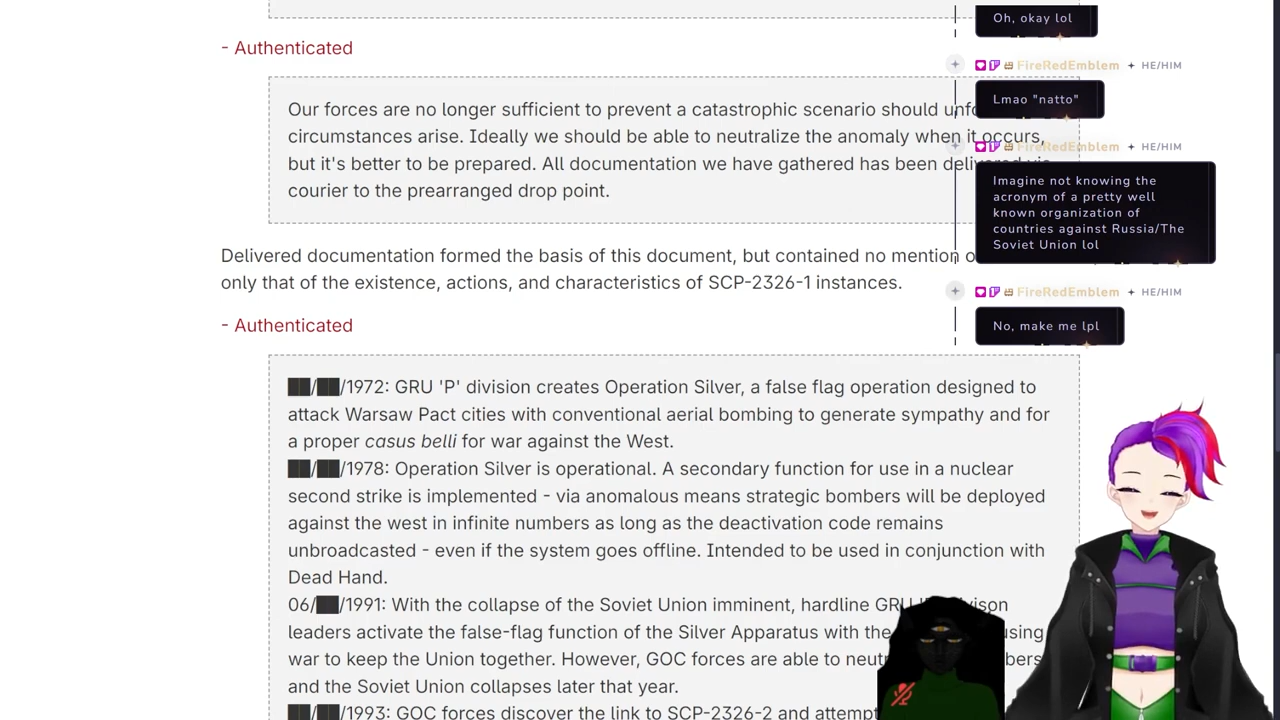 - Authenticated
Our forces are no longer sufficient to prevent a catastrophic scenario should
circumstances arise. Ideally we should be able to neutralize the anomaly when it occurs,
but it's better to be prepared. All documentation we have gathered has been delivered via
courier to the prearranged drop point.
Delivered documentation formed the basis of this document, but contained no mention
only that of the existence, actions, and characteristics of SCP-2326-1 instances.
- Authenticated
██/██/1972: GRU 'P' division creates Operation Silver, a false flag operation designed to
attack Warsaw Pact cities with conventional aerial bombing to generate sympathy and for
a proper casus belli for war against the West.
██/██/1978: Operation Silver is operational. A secondary function for use in a nuclear
second strike is implemented - via anomalous means strategic bombers will be deployed
against the west in infinite numbers as long as the deactivation code remains
unbroadcasted - even if the system goes offline. Intended to be used in conjunction with
Dead Hand.
06/██/1991: With the collapse of the Soviet Union imminent, hardline GRU
leaders activate the false-flag function of the Silver Apparatus with the
war to keep the Union together. However, GOC forces are able to
and the Soviet Union collapses later that year.
██/██/1993: GOC forces discover the link to SCP-2326-2 and attempt
Oh, okay lol
FireRedEmblem HE/HIM
Lmao "natto"
FireRedEmblem HE/HIM
Imagine not knowing the
acronym of a pretty well
known organization of
countries against Russia/The
Soviet Union lol
FireRedEmblem HE/HIM
No, make me lpl